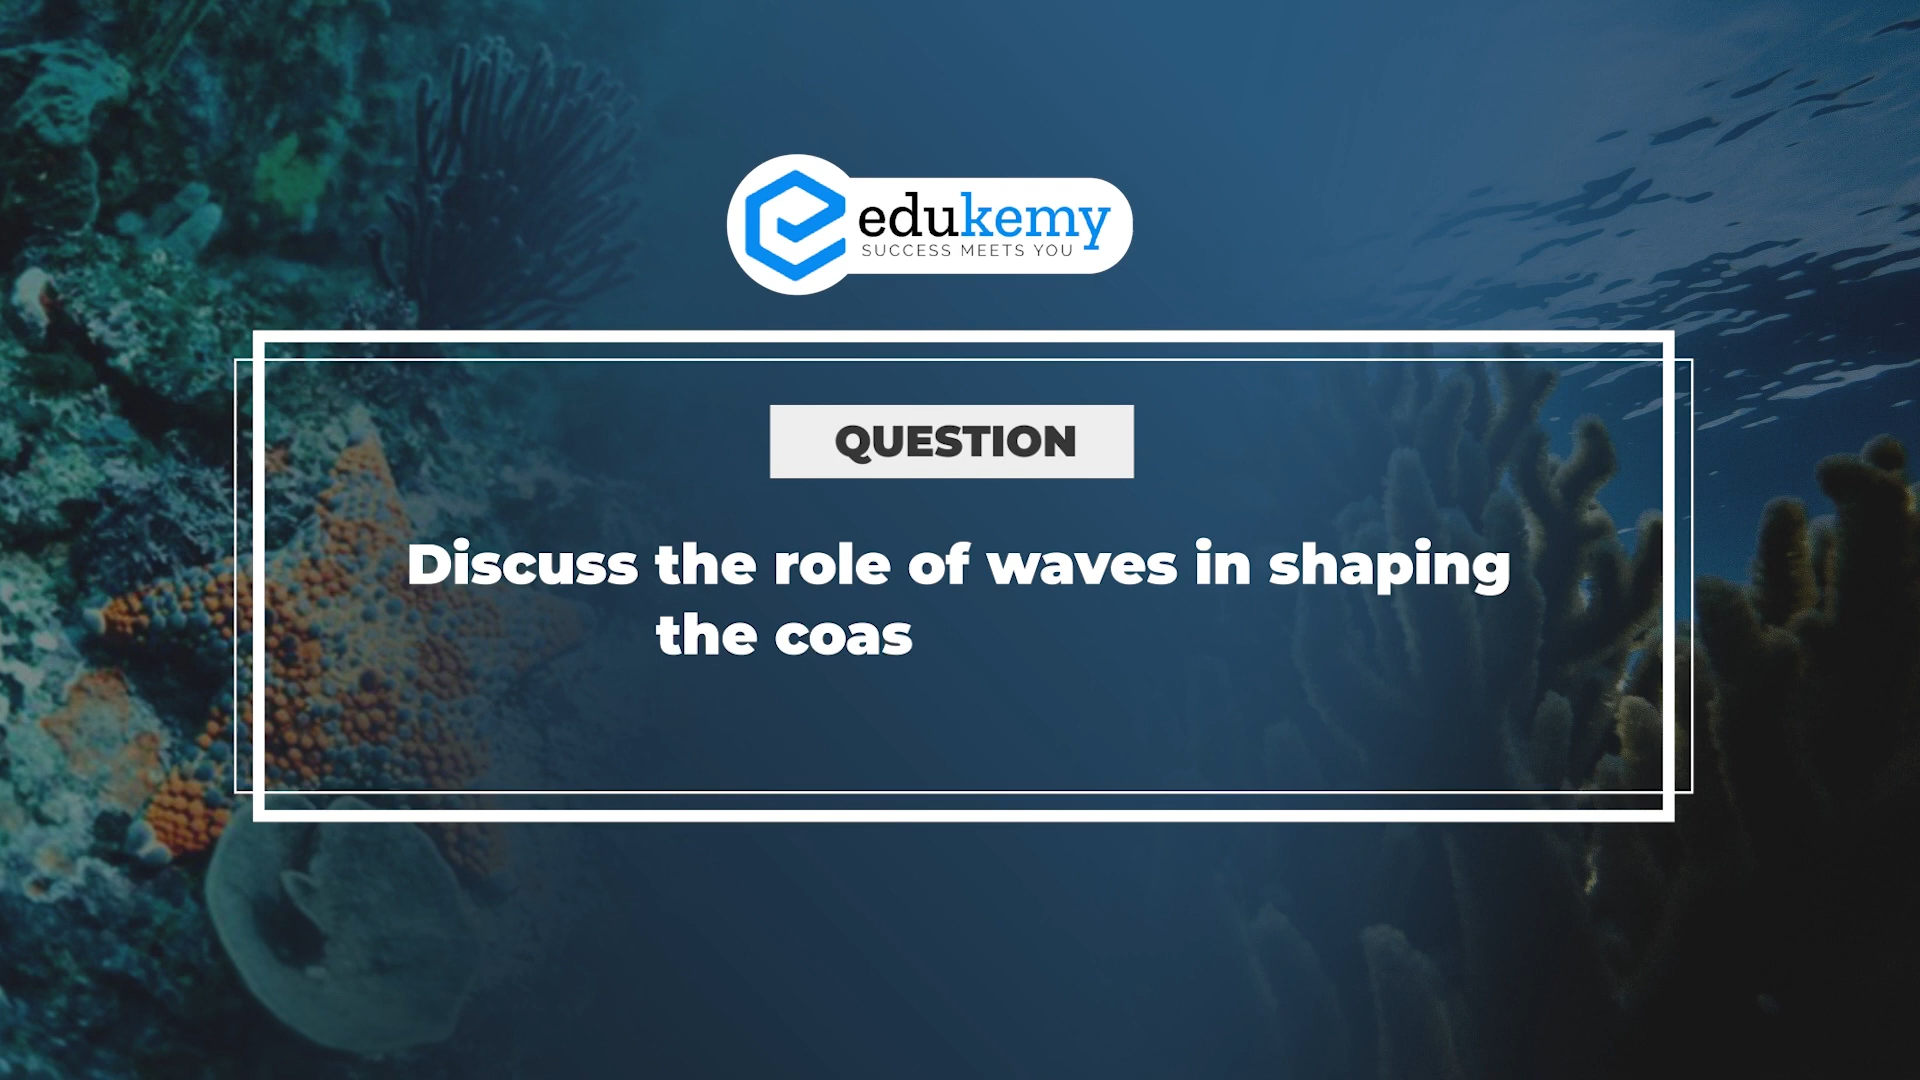 edukemy
SUCCESS MEETS YOU
QUESTION
Discuss the role of waves in shaping
the coas